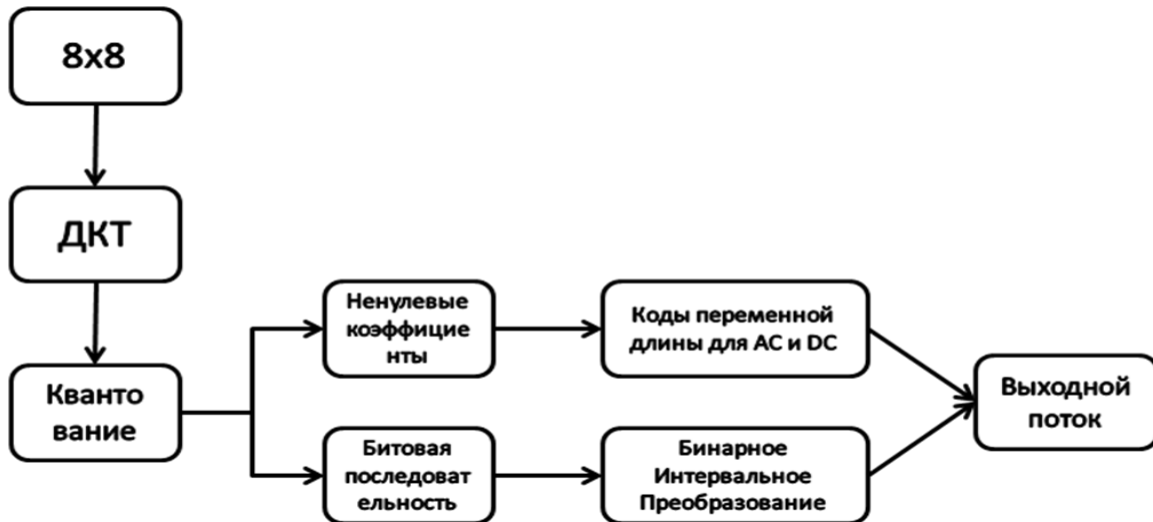 8x8
ДКТ
Кванто
вание
Ненулевые
коэффицие
нты
Коды переменной
длины для AC и DC
Битовая
последоват
ельность
Бинарное
Интервальное
Преобразование
Выходной
поток